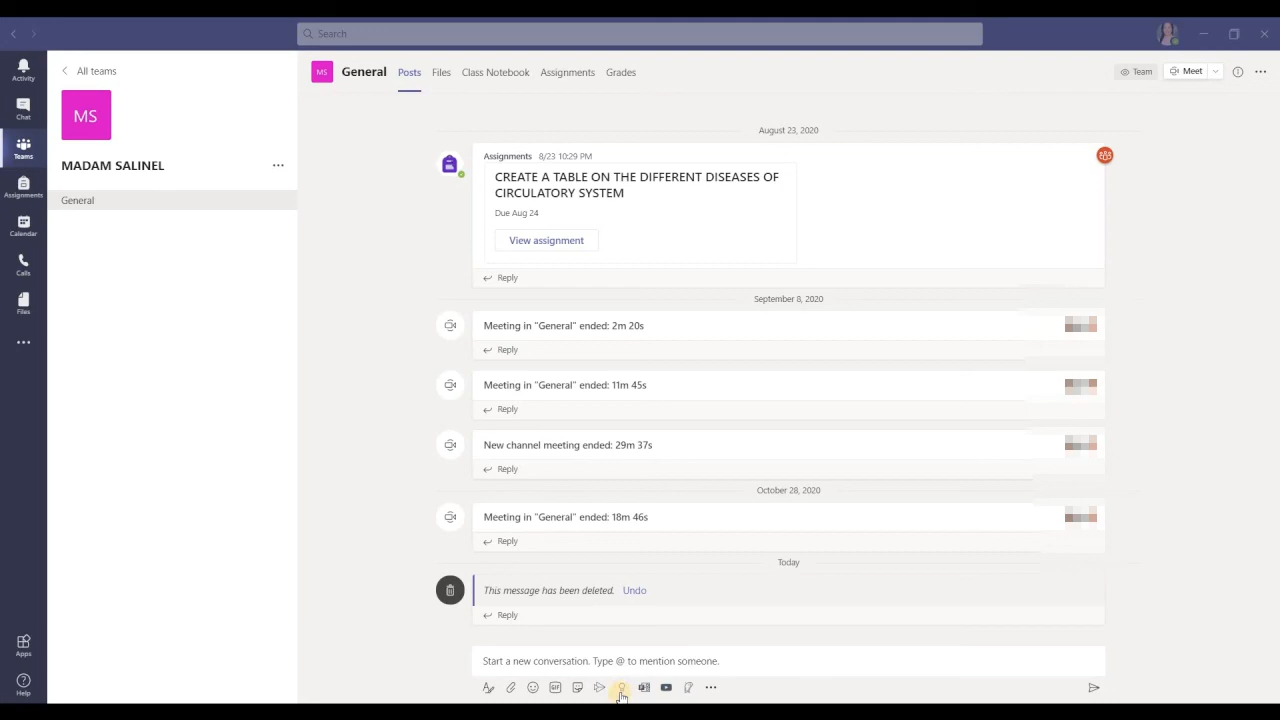 Search
Activity
Chat
Teams
Assignments
Calendar
Calls
Files
Apps
Help
All teams
MS
MADAM SALINEL
General
MS
General
Posts
Files
Class Notebook
Assignments
Grades
Team
Meet
August 23, 2020
Assignments 8/23 10:29 PM
CREATE A TABLE ON THE DIFFERENT DISEASES OF
CIRCULATORY SYSTEM
Due Aug 24
View assignment
Reply
September 8, 2020
Meeting in "General" ended: 2m 20s
Reply
Meeting in "General" ended: 11m 45s
Reply
New channel meeting ended: 29m 37s
Reply
October 28, 2020
Meeting in "General" ended: 18m 46s
Reply
Today
This message has been deleted. Undo
Reply
Start a new conversation. Type @ to mention someone.
GIF